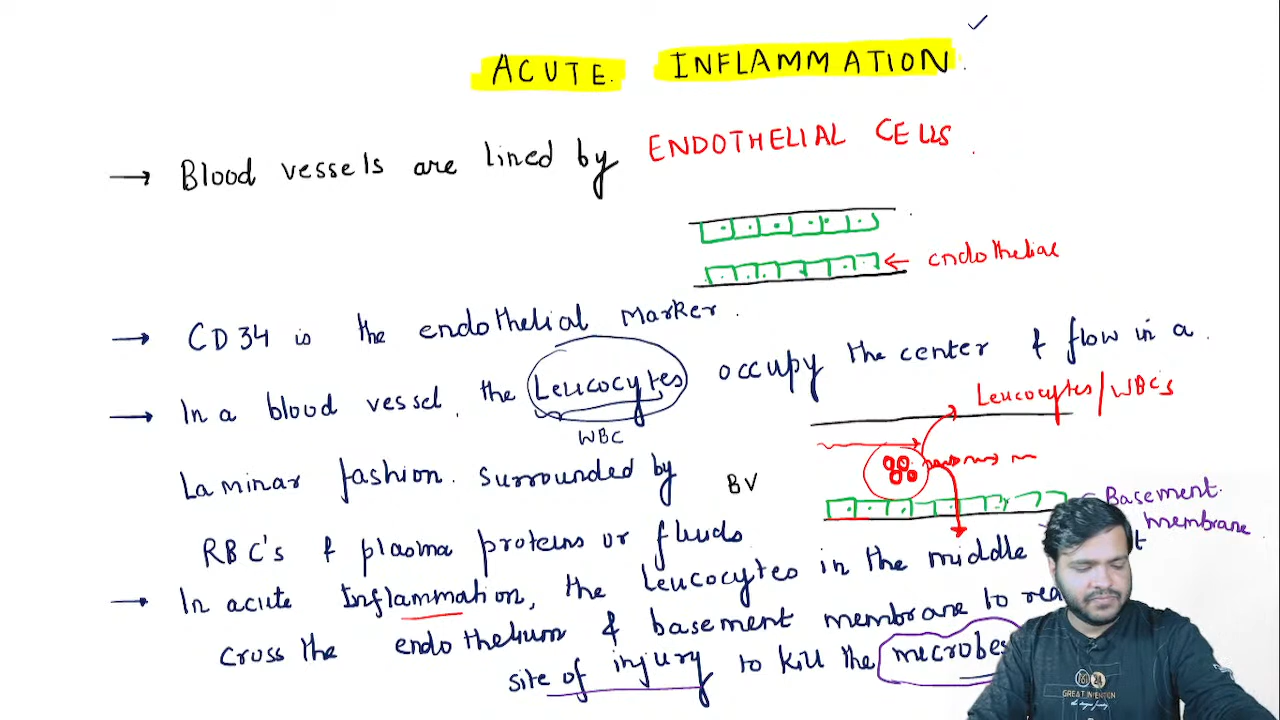 ACUTE INFLAMMATION.
→ Blood vessels are lined by ENDOTHELIAL CELLS.
← endothelial
→ CD34 is the endothelial Marker.
→ In a blood vessel, the Leucocytes occupy the center & flow in a
WBC
Leucocytes/WBC's
Laminar fashion. surrounded by
BV
Basement
membrane
RBC's & plasma proteins or fluids
→ In acute Inflammation, the Leucocytes in the middle
cross the endothelium & basement membrane to
site of injury to kill the microbes
GREAT INTENTION